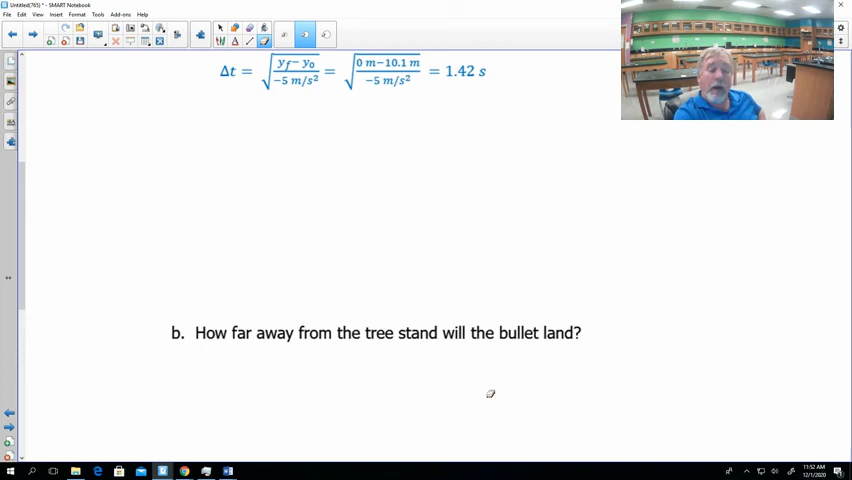 Untitled(765) * - SMART Notebook
File Edit View Insert Format Tools Add-ons Help
Δt = √((y_f − y_0)/(−5 m/s²)) = √((0 m−10.1 m)/(−5 m/s²)) = 1.42 s
b. How far away from the tree stand will the bullet land?
11:52 AM
12/1/2020